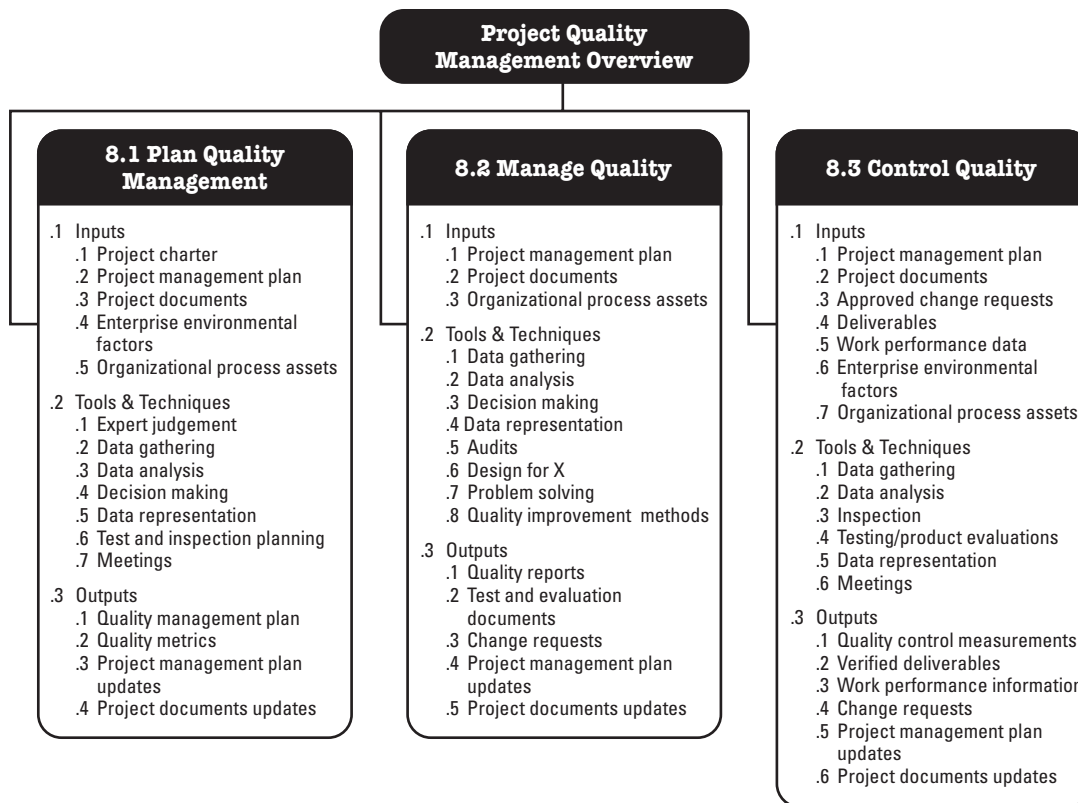 Project Quality
Management Overview
8.1 Plan Quality
Management
.1 Inputs
.1 Project charter
.2 Project management plan
.3 Project documents
.4 Enterprise environmental
factors
.5 Organizational process assets
.2 Tools & Techniques
.1 Expert judgement
.2 Data gathering
.3 Data analysis
.4 Decision making
.5 Data representation
.6 Test and inspection planning
.7 Meetings
.3 Outputs
.1 Quality management plan
.2 Quality metrics
.3 Project management plan
updates
.4 Project documents updates
8.2 Manage Quality
.1 Inputs
.1 Project management plan
.2 Project documents
.3 Organizational process assets
.2 Tools & Techniques
.1 Data gathering
.2 Data analysis
.3 Decision making
.4 Data representation
.5 Audits
.6 Design for X
.7 Problem solving
.8 Quality improvement methods
.3 Outputs
.1 Quality reports
.2 Test and evaluation
documents
.3 Change requests
.4 Project management plan
updates
.5 Project documents updates
8.3 Control Quality
.1 Inputs
.1 Project management plan
.2 Project documents
.3 Approved change requests
.4 Deliverables
.5 Work performance data
.6 Enterprise environmental
factors
.7 Organizational process assets
.2 Tools & Techniques
.1 Data gathering
.2 Data analysis
.3 Inspection
.4 Testing/product evaluations
.5 Data representation
.6 Meetings
.3 Outputs
.1 Quality control measurements
.2 Verified deliverables
.3 Work performance information
.4 Change requests
.5 Project management plan
updates
.6 Project documents updates